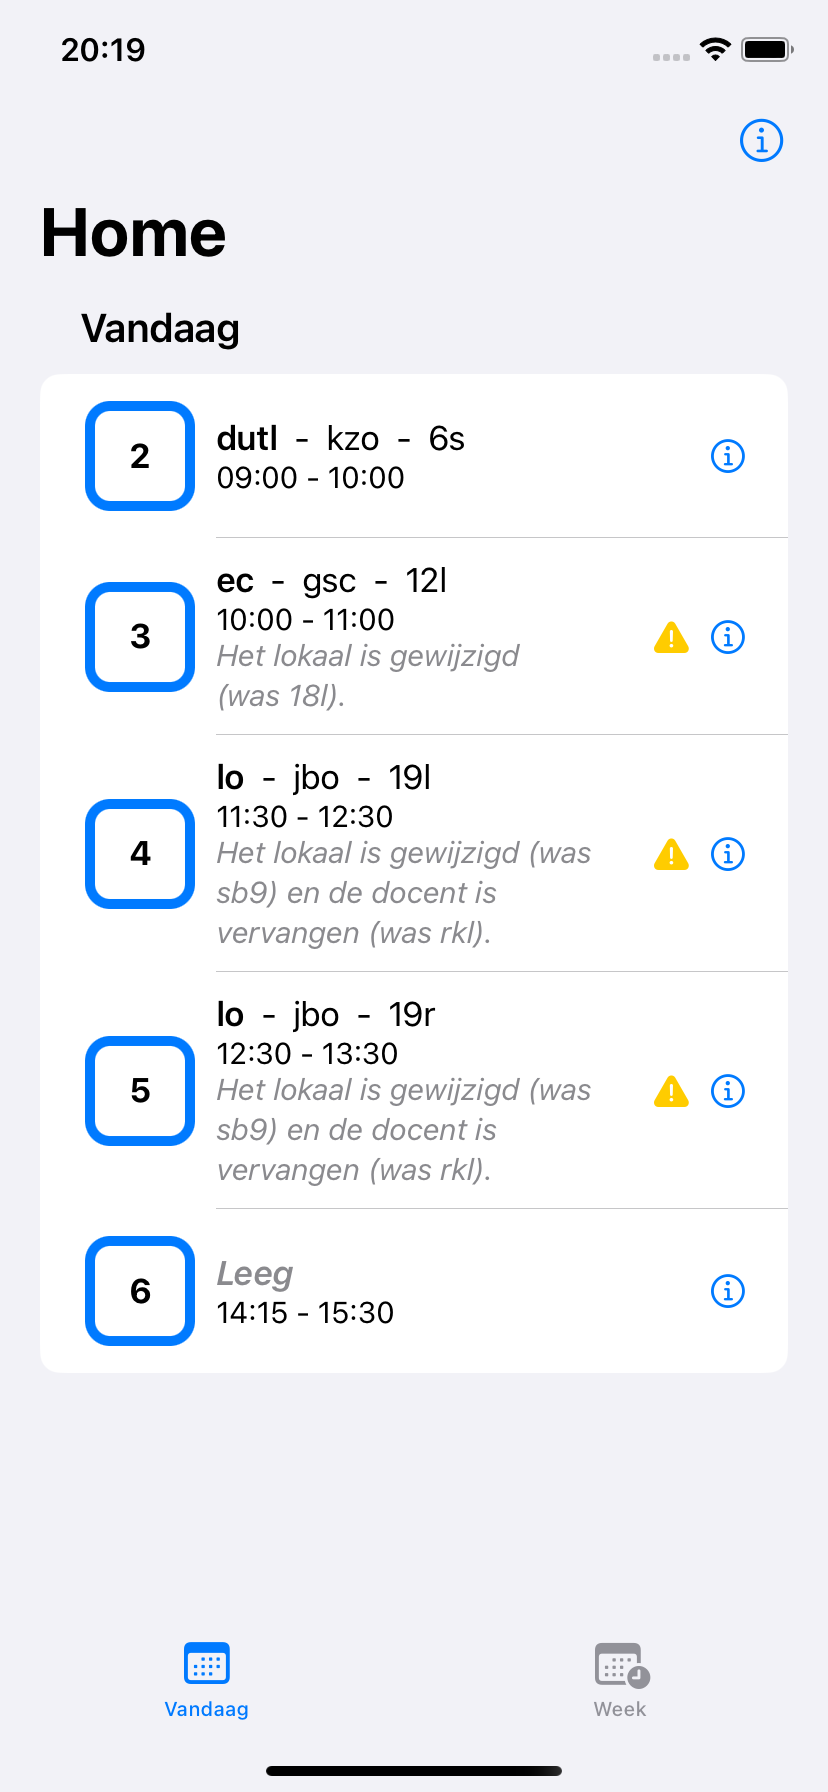 20:19
Home
Vandaag
2
dutl - kzo - 6s
09:00 - 10:00
3
ec - gsc - 12l
10:00 - 11:00
Het lokaal is gewijzigd
(was 18l).
4
lo - jbo - 19l
11:30 - 12:30
Het lokaal is gewijzigd (was
sb9) en de docent is
vervangen (was rkl).
5
lo - jbo - 19r
12:30 - 13:30
Het lokaal is gewijzigd (was
sb9) en de docent is
vervangen (was rkl).
6
Leeg
14:15 - 15:30
Vandaag
Week